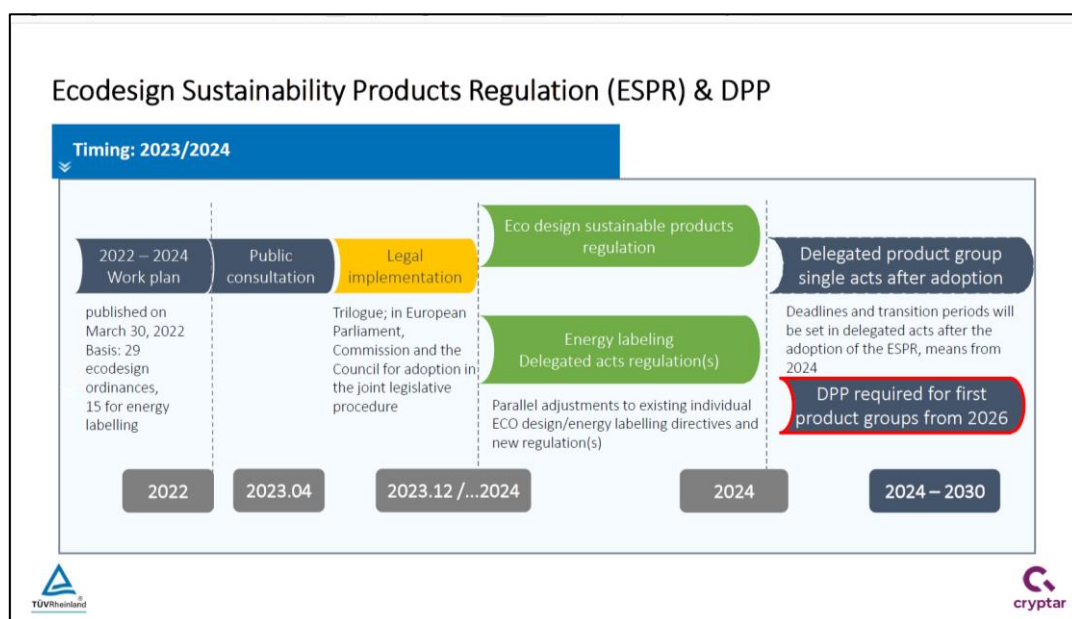 Ecodesign Sustainability Products Regulation (ESPR) & DPP
Timing: 2023/2024
2022 – 2024
Work plan
published on
March 30, 2022
Basis: 29
ecodesign
ordinances,
15 for energy
labelling
Public
consultation
Legal
implementation
Trilogue; in European
Parliament,
Commission and the
Council for adoption in
the joint legislative
procedure
Eco design sustainable products
regulation
Energy labeling
Delegated acts regulation(s)
Parallel adjustments to existing individual
ECO design/energy labelling directives and
new regulation(s)
Delegated product group
single acts after adoption
Deadlines and transition periods will
be set in delegated acts after the
adoption of the ESPR, means from
2024
DPP required for first
product groups from 2026
2022
2023.04
2023.12 /...2024
2024
2024 – 2030
TÜVRheinland®
cryptar